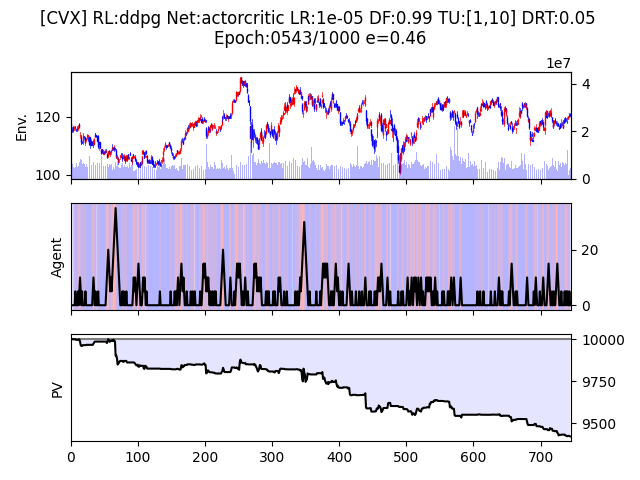 [CVX] RL:ddpg Net:actorcritic LR:1e-05 DF:0.99 TU:[1,10] DRT:0.05
Epoch:0543/1000 e=0.46
1e7
Env.
120
100
4
2
0
Agent
20
0
PV
10000
9750
9500
0 100 200 300 400 500 600 700